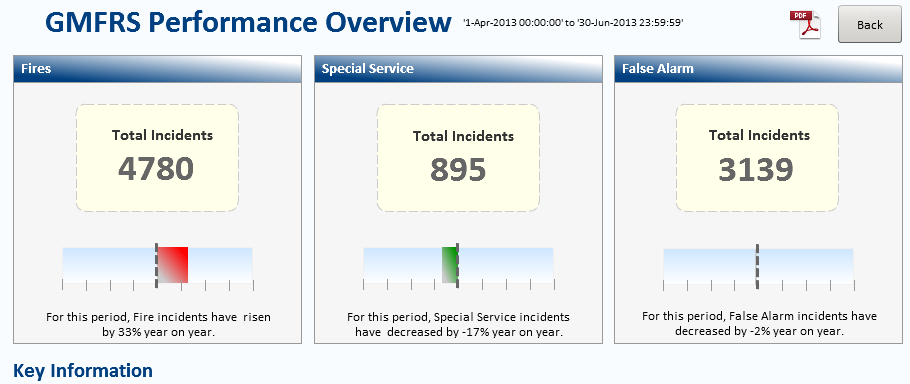 GMFRS Performance Overview '1-Apr-2013 00:00:00' to '30-Jun-2013 23:59:59'
PDF
Back
Fires
Total Incidents
4780
For this period, Fire incidents have risen
by 33% year on year.
Special Service
Total Incidents
895
For this period, Special Service incidents
have decreased by -17% year on year.
False Alarm
Total Incidents
3139
For this period, False Alarm incidents have
decreased by -2% year on year.
Key Information